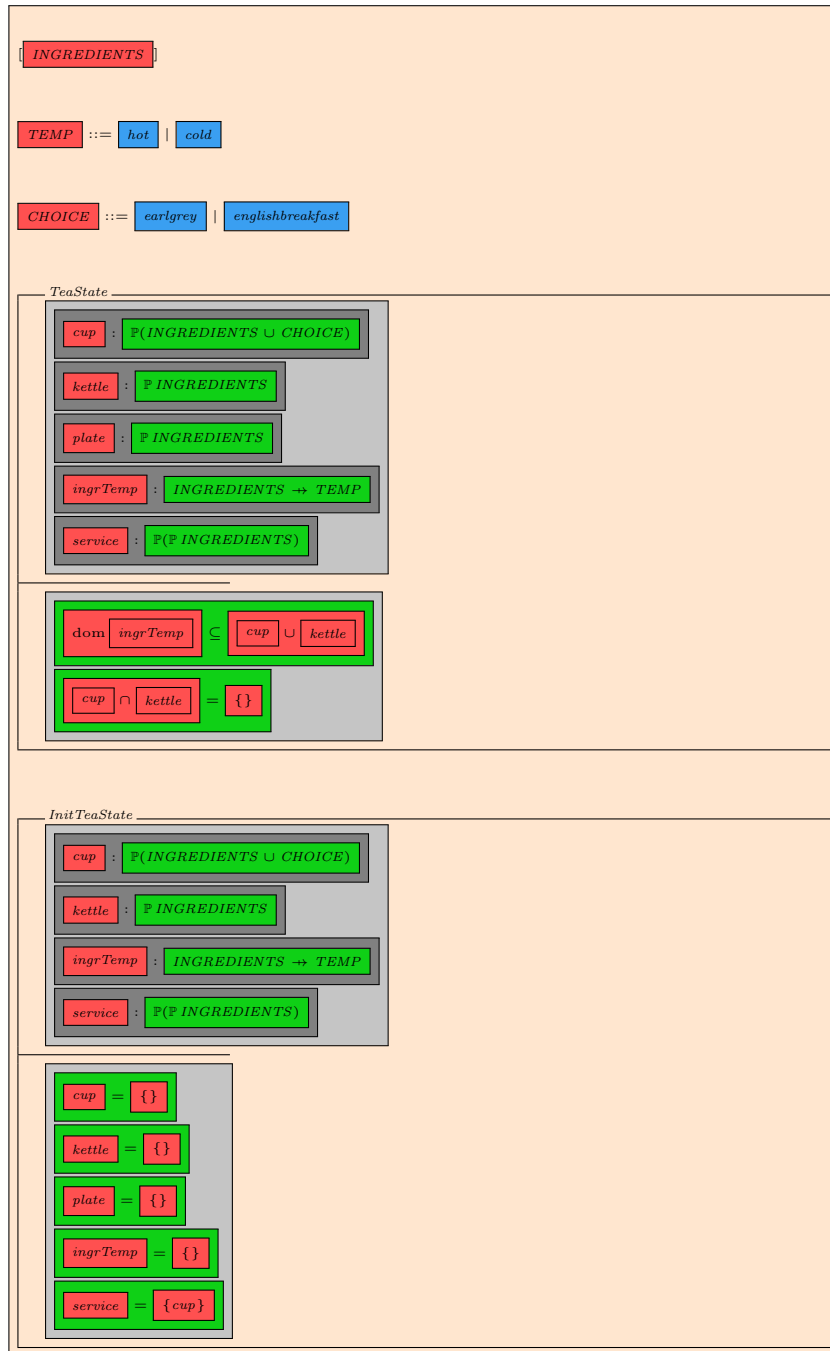 [INGREDIENTS]
TEMP ::= hot | cold
CHOICE ::= earlgrey | englishbreakfast
TeaState
cup : ℙ(INGREDIENTS ∪ CHOICE)
kettle : ℙ INGREDIENTS
plate : ℙ INGREDIENTS
ingrTemp : INGREDIENTS ⇸ TEMP
service : ℙ(ℙ INGREDIENTS)
dom ingrTemp ⊆ cup ∪ kettle
cup ∩ kettle = {}
InitTeaState
cup : ℙ(INGREDIENTS ∪ CHOICE)
kettle : ℙ INGREDIENTS
ingrTemp : INGREDIENTS ⇸ TEMP
service : ℙ(ℙ INGREDIENTS)
cup = {}
kettle = {}
plate = {}
ingrTemp = {}
service = {cup}